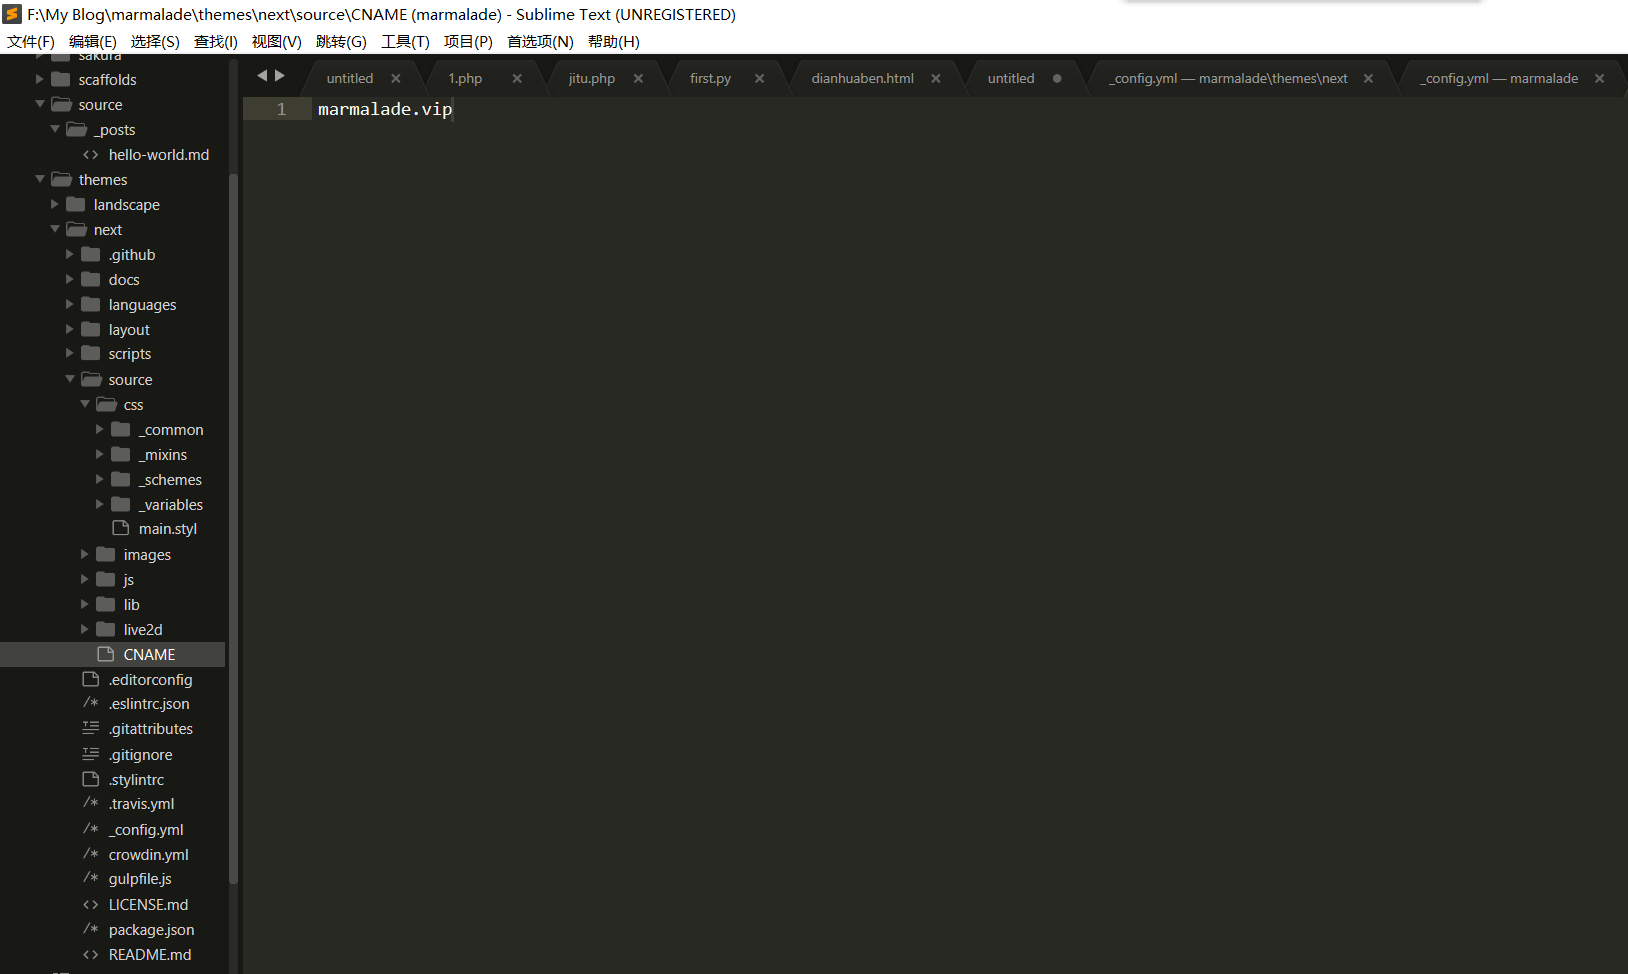 F:\My Blog\marmalade\themes\next\source\CNAME (marmalade) - Sublime Text (UNREGISTERED)
文件(F) 编辑(E) 选择(S) 查找(I) 视图(V) 跳转(G) 工具(T) 项目(P) 首选项(N) 帮助(H)
untitled 1.php jitu.php first.py dianhuaben.html untitled _config.yml — marmalade\themes\next _config.yml — marmalade
1 marmalade.vip
sakura
scaffolds
source
_posts
<> hello-world.md
themes
landscape
next
.github
docs
languages
layout
scripts
source
css
_common
_mixins
_schemes
_variables
main.styl
images
js
lib
live2d
CNAME
.editorconfig
/* .eslintrc.json
.gitattributes
.gitignore
.stylintrc
/* .travis.yml
/* _config.yml
/* crowdin.yml
/* gulpfile.js
<> LICENSE.md
/* package.json
<> README.md